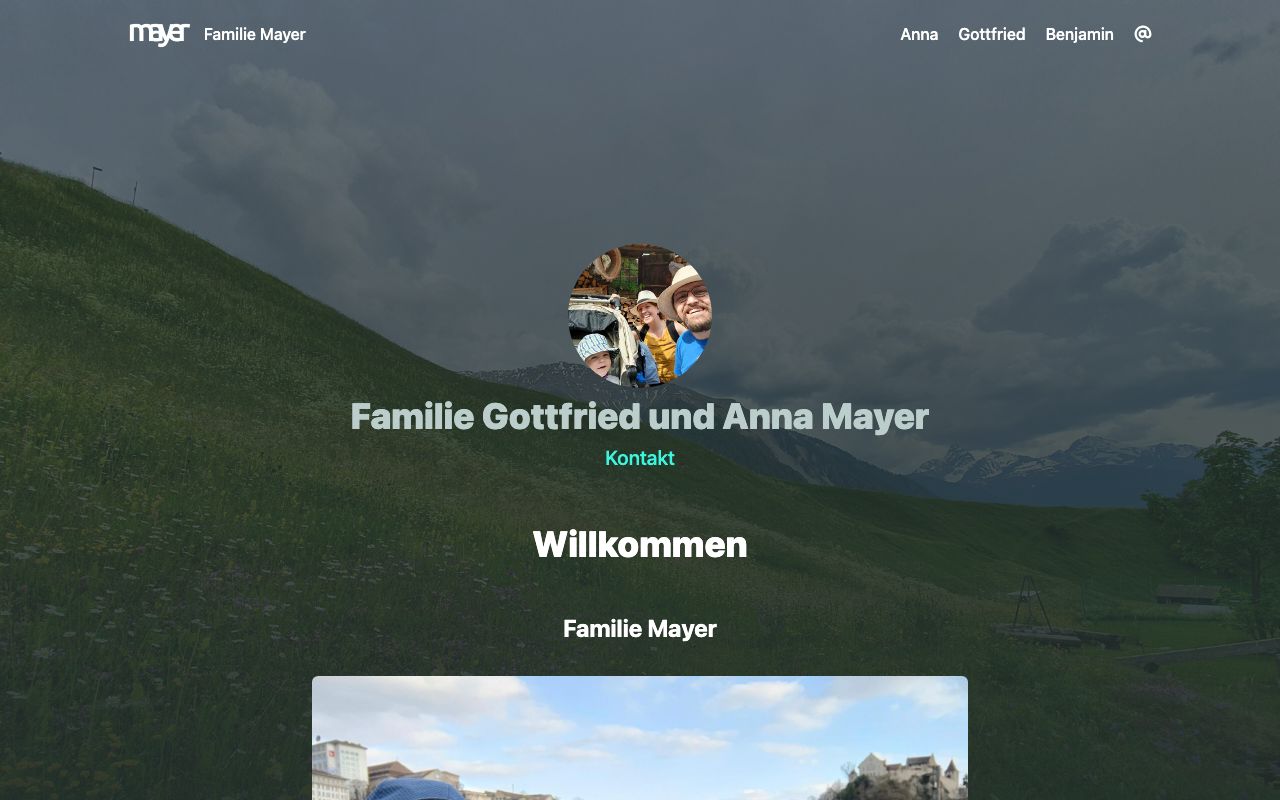 mayer Familie Mayer
Anna Gottfried Benjamin @
Familie Gottfried und Anna Mayer
Kontakt
Willkommen
Familie Mayer